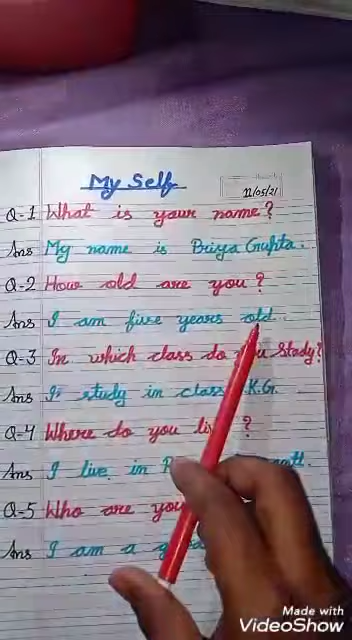 My Self
11/05/21
Q-1 What is your name?
Ans My name is Briya Gupta.
Q-2 How old are you?
Ans I am five years old.
Q-3 In which class do you Study?
Ans I study in class K.G.
Q-4 Where do you ?
Ans I live in
Q-5 Who are you
Ans I am a
Made with
VideoShow